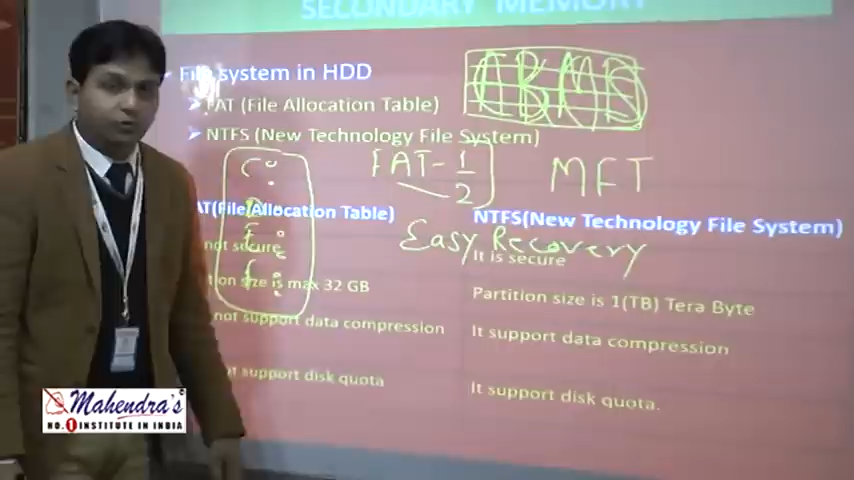 SECONDARY MEMORY
File system in HDD
FAT (File Allocation Table)
NTFS (New Technology File System)
FAT-1
2
MFT
AT(File Allocation Table)
NTFS(New Technology File System)
Easy Recovery
not secure
It is secure
on size is max 32 GB
Partition size is 1(TB) Tera Byte
not support data compression
It support data compression
not support disk quota
It support disk quota.
Mahendra's
NO.1 INSTITUTE IN INDIA